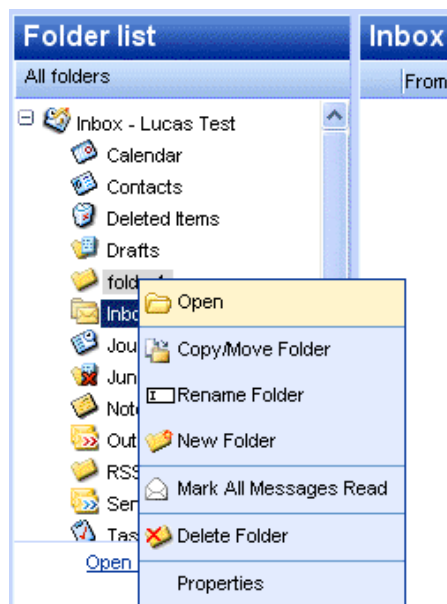 Folder list
Inbox
All folders
From
Inbox - Lucas Test
Calendar
Contacts
Deleted Items
Drafts
Open
Copy/Move Folder
Rename Folder
New Folder
Mark All Messages Read
Delete Folder
Open
Properties